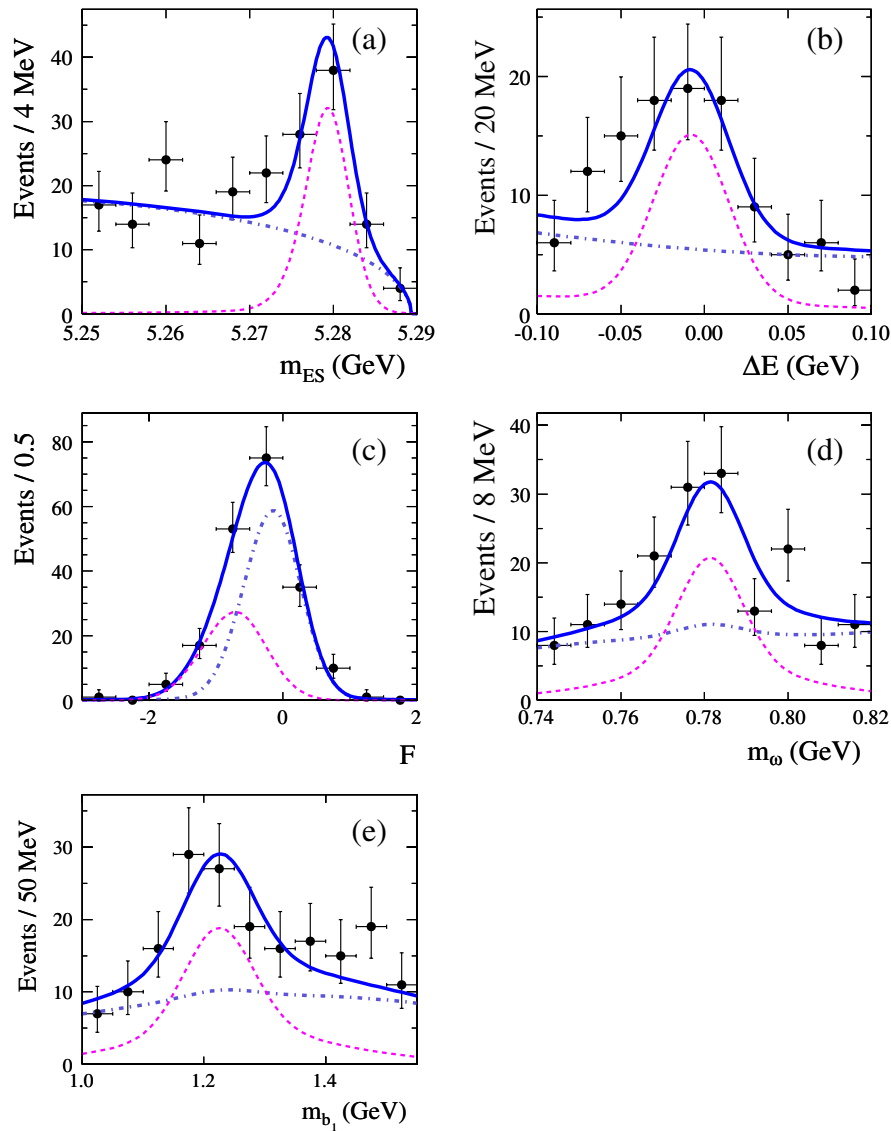 (a)
Events / 4 MeV
40
30
20
10
0
5.25 5.26 5.27 5.28 5.29
m_ES (GeV)
(b)
Events / 20 MeV
20
10
0
-0.10 -0.05 0.00 0.05 0.10
ΔE (GeV)
(c)
Events / 0.5
80
60
40
20
0
-2 0 2
F
(d)
Events / 8 MeV
40
30
20
10
0
0.74 0.76 0.78 0.80 0.82
m_ω (GeV)
(e)
Events / 50 MeV
30
20
10
0
1.0 1.2 1.4
m_b₁ (GeV)